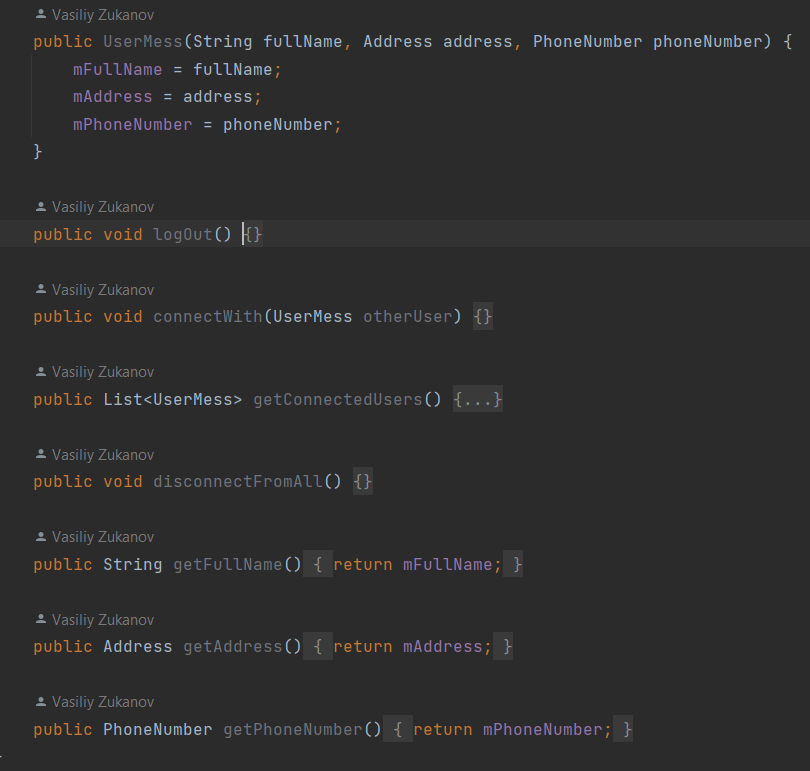 Vasiliy Zukanov
public UserMess(String fullName, Address address, PhoneNumber phoneNumber) {
mFullName = fullName;
mAddress = address;
mPhoneNumber = phoneNumber;
}
Vasiliy Zukanov
public void logOut() {}
Vasiliy Zukanov
public void connectWith(UserMess otherUser) {}
Vasiliy Zukanov
public List<UserMess> getConnectedUsers() {...}
Vasiliy Zukanov
public void disconnectFromAll() {}
Vasiliy Zukanov
public String getFullName() { return mFullName; }
Vasiliy Zukanov
public Address getAddress() { return mAddress; }
Vasiliy Zukanov
public PhoneNumber getPhoneNumber() { return mPhoneNumber; }